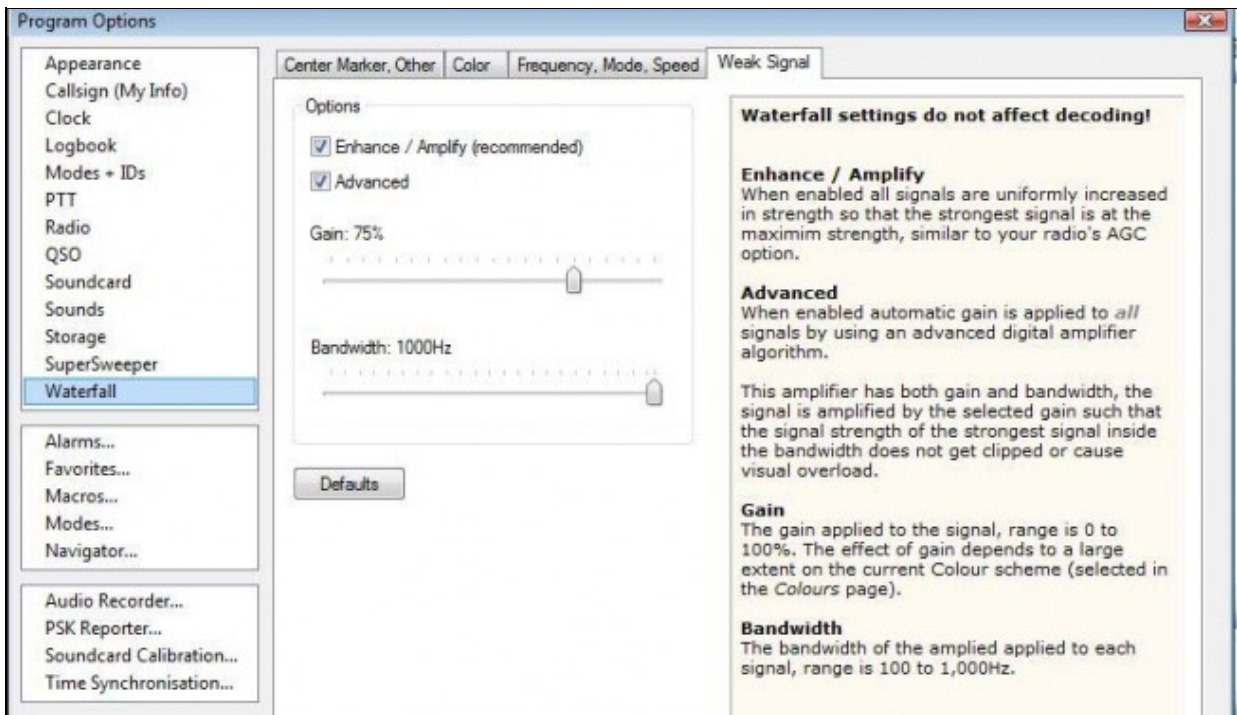 Program Options
Appearance
Callsign (My Info)
Clock
Logbook
Modes + IDs
PTT
Radio
QSO
Soundcard
Sounds
Storage
SuperSweeper
Waterfall
Alarms...
Favorites...
Macros...
Modes...
Navigator...
Audio Recorder...
PSK Reporter...
Soundcard Calibration...
Time Synchronisation...
Center Marker, Other
Color
Frequency, Mode, Speed
Weak Signal
Options
Enhance / Amplify (recommended)
Advanced
Gain: 75%
Bandwidth: 1000Hz
Defaults
Waterfall settings do not affect decoding!
Enhance / Amplify
When enabled all signals are uniformly increased
in strength so that the strongest signal is at the
maximim strength, similar to your radio's AGC
option.
Advanced
When enabled automatic gain is applied to all
signals by using an advanced digital amplifier
algorithm.
This amplifier has both gain and bandwidth, the
signal is amplified by the selected gain such that
the signal strength of the strongest signal inside
the bandwidth does not get clipped or cause
visual overload.
Gain
The gain applied to the signal, range is 0 to
100%. The effect of gain depends to a large
extent on the current Colour scheme (selected in
the Colours page).
Bandwidth
The bandwidth of the amplied applied to each
signal, range is 100 to 1,000Hz.